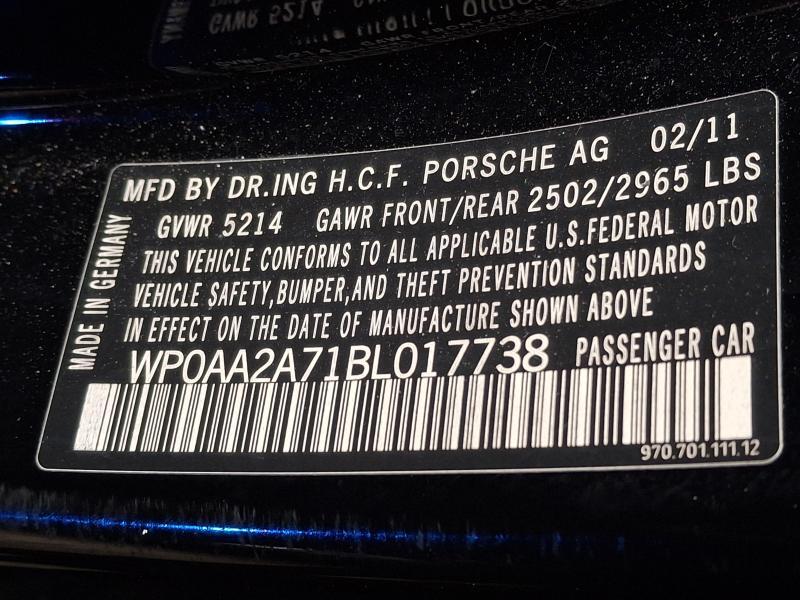 MFD BY DR.ING H.C.F. PORSCHE AG 02/11
GVWR 5214 GAWR FRONT/REAR 2502/2965 LBS
THIS VEHICLE CONFORMS TO ALL APPLICABLE U.S.FEDERAL MOTOR
VEHICLE SAFETY,BUMPER,AND THEFT PREVENTION STANDARDS
IN EFFECT ON THE DATE OF MANUFACTURE SHOWN ABOVE
WP0AA2A71BL017738 PASSENGER CAR
970.701.111.12
MADE IN GERMANY
GVWR 5214